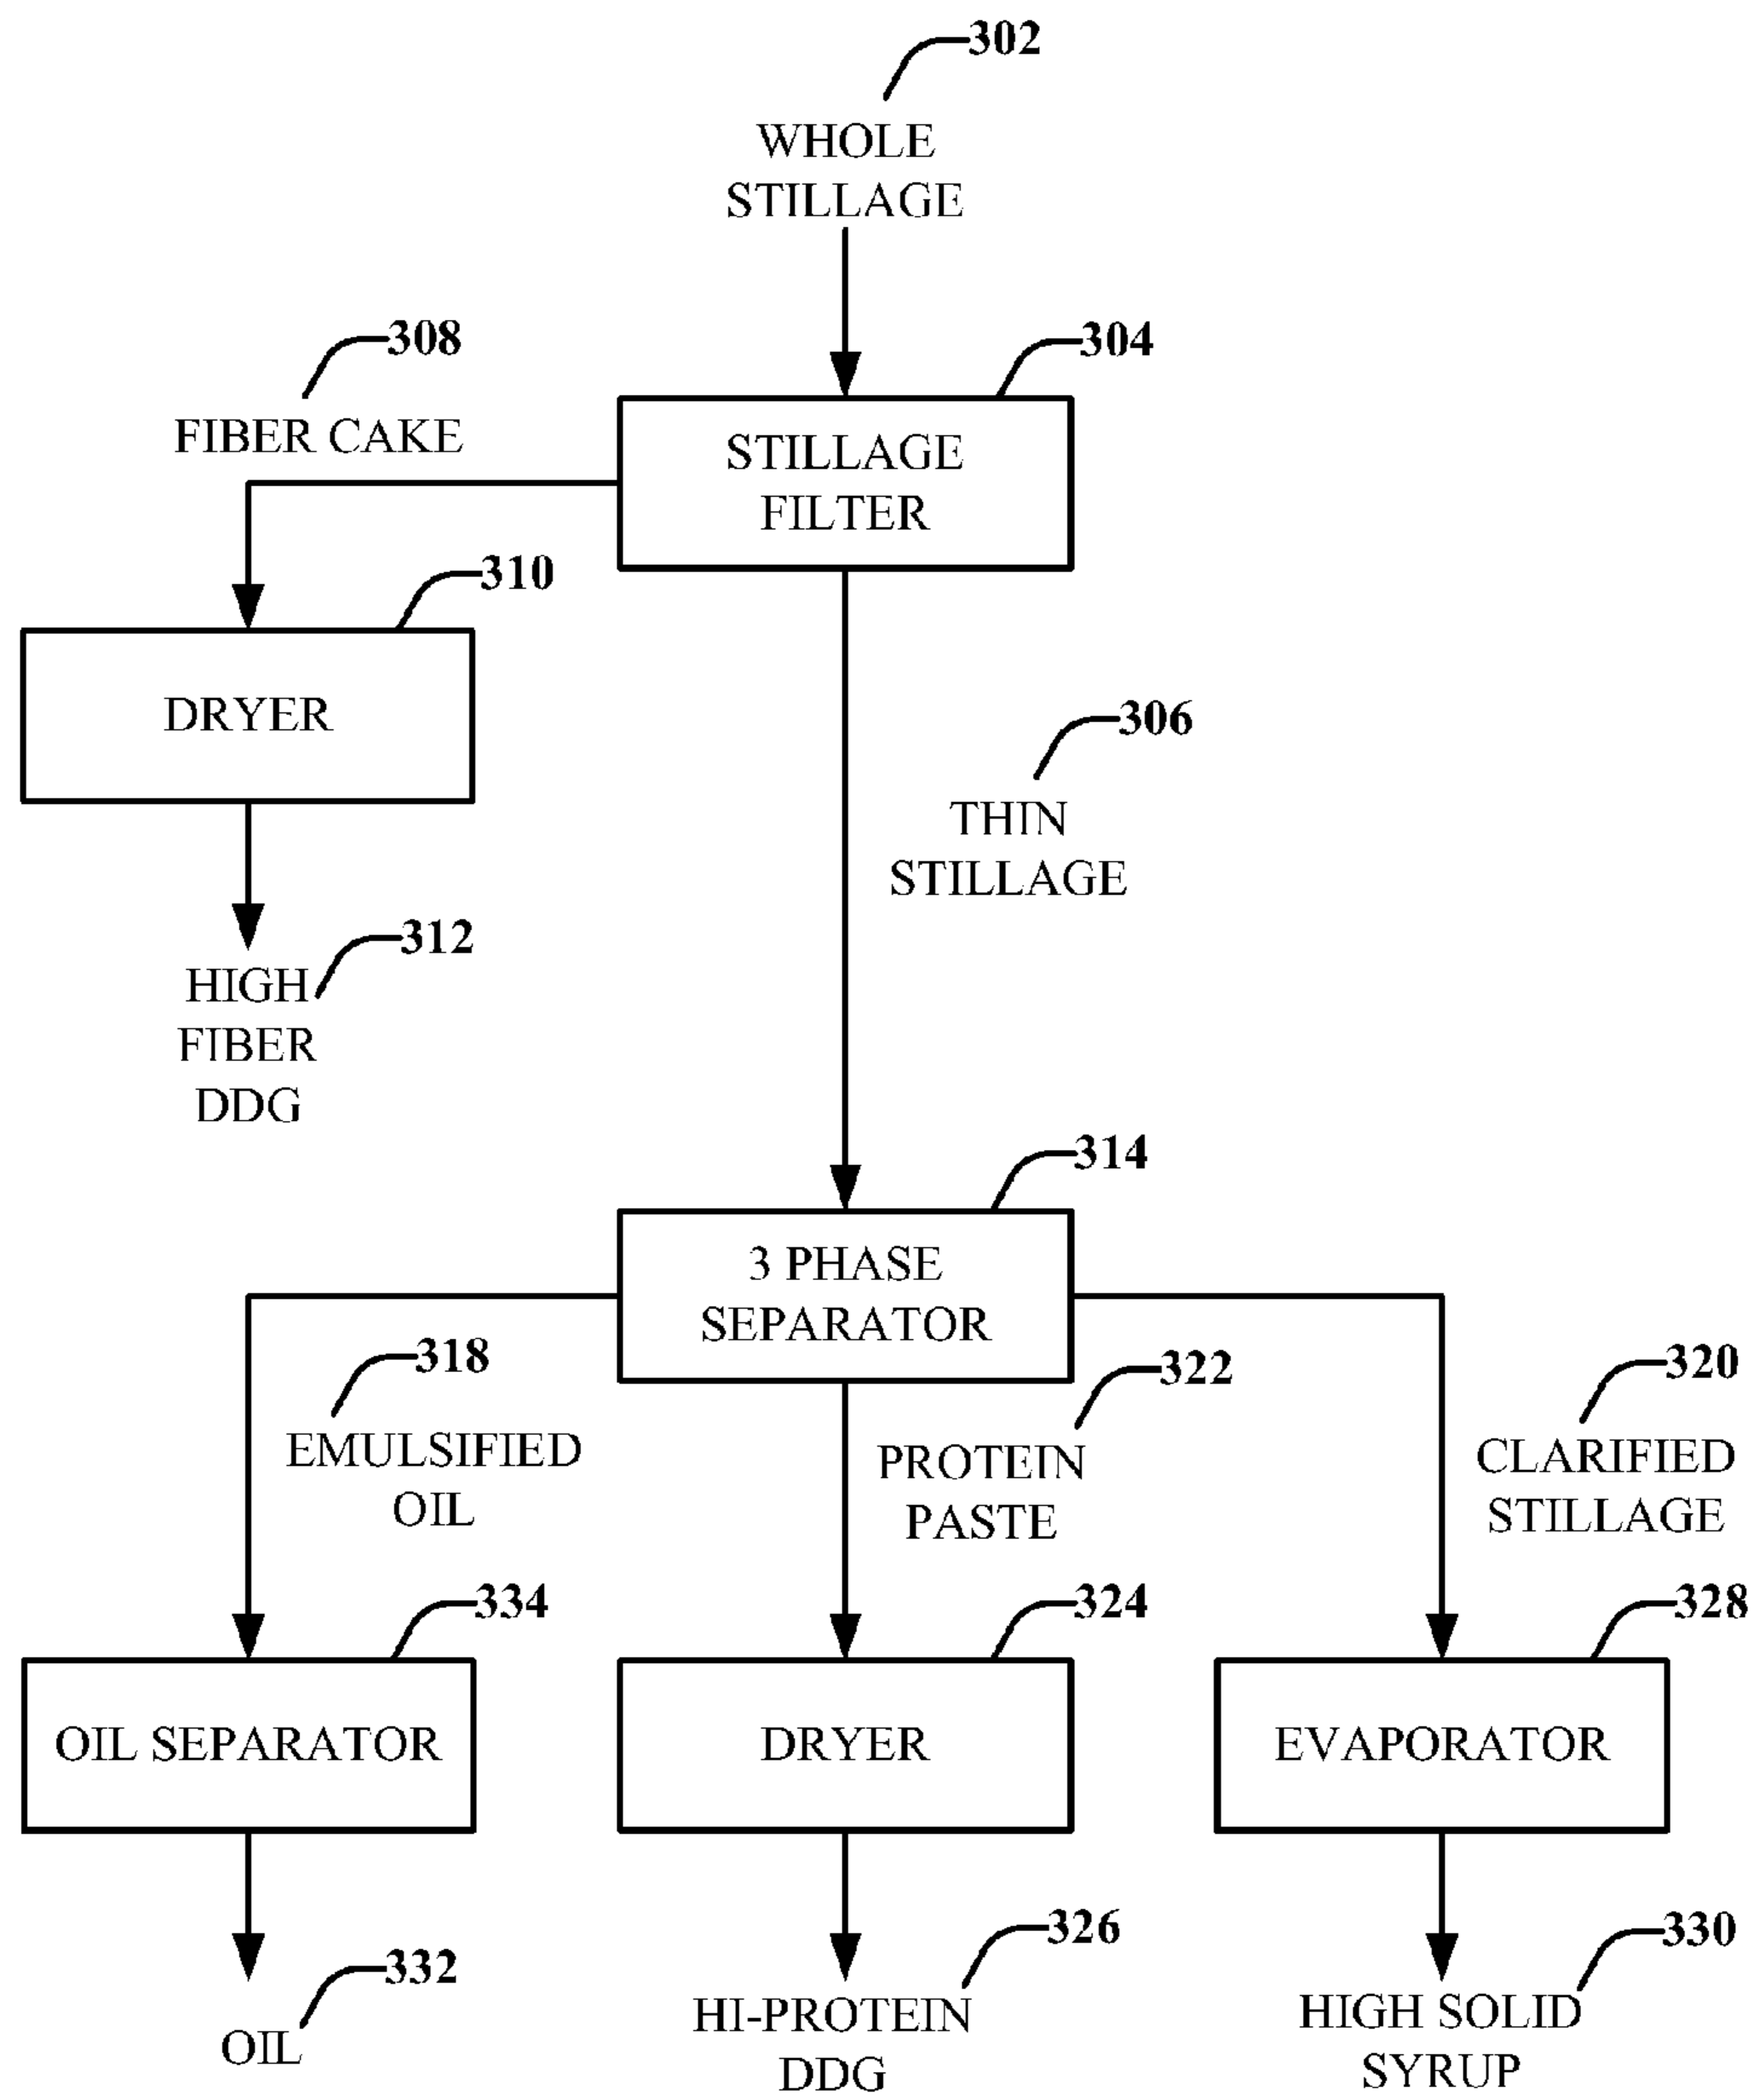 302
WHOLE
STILLAGE
308
304
FIBER CAKE
STILLAGE
FILTER
310
DRYER
306
THIN
STILLAGE
312
HIGH
FIBER
DDG
314
3 PHASE
SEPARATOR
318
EMULSIFIED
OIL
322
PROTEIN
PASTE
320
CLARIFIED
STILLAGE
334
OIL SEPARATOR
324
DRYER
328
EVAPORATOR
332
OIL
326
HI-PROTEIN
DDG
330
HIGH SOLID
SYRUP